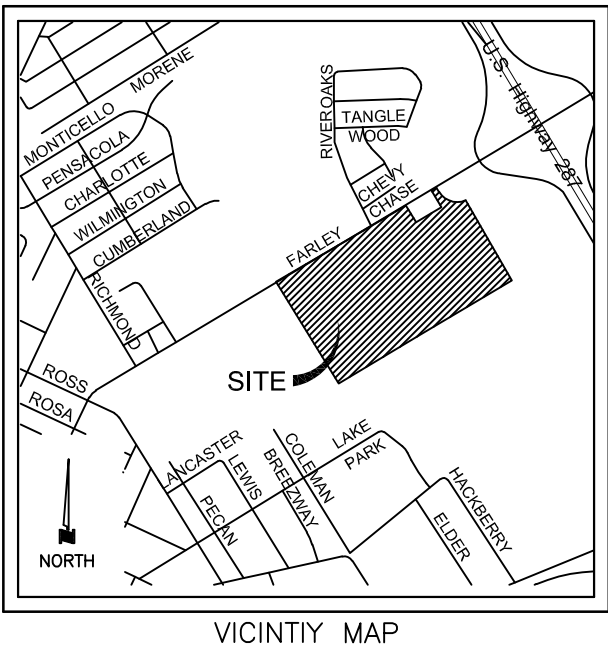 MORENE
MONTICELLO
PENSACOLA
CHARLOTTE
WILMINGTON
CUMBERLAND
RICHMOND
RIVEROAKS
TANGLE
WOOD
CHEVY
CHASE
U.S. Highway 287
FARLEY
SITE
ROSS
ROSA
LANCASTER
LEWIS
PECAN
COLEMAN
BREEZWAY
LAKE
PARK
HACKBERRY
ELDER
N
NORTH
VICINTIY MAP